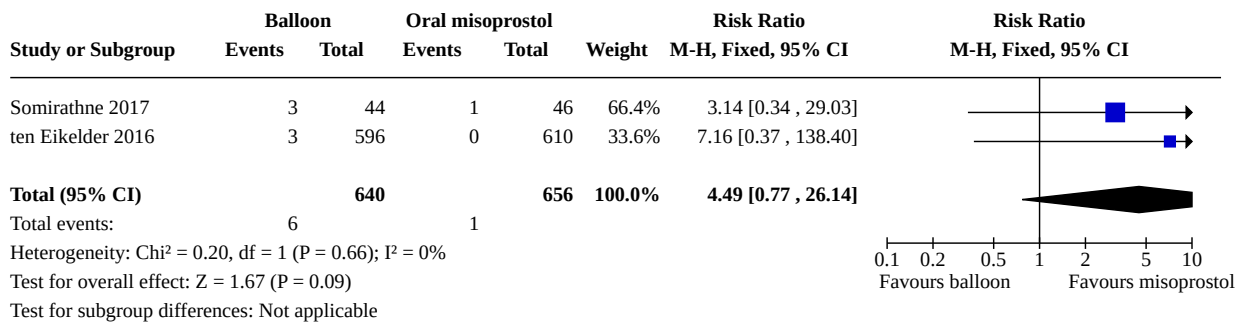 Balloon Oral misoprostol Risk Ratio Risk Ratio
Study or Subgroup Events Total Events Total Weight M-H, Fixed, 95% CI M-H, Fixed, 95% CI
Somirathne 2017 3 44 1 46 66.4% 3.14 [0.34 , 29.03]
ten Eikelder 2016 3 596 0 610 33.6% 7.16 [0.37 , 138.40]
Total (95% CI) 640 656 100.0% 4.49 [0.77 , 26.14]
Total events: 6 1
Heterogeneity: Chi² = 0.20, df = 1 (P = 0.66); I² = 0%
0.1 0.2 0.5 1 2 5 10
Test for overall effect: Z = 1.67 (P = 0.09) Favours balloon Favours misoprostol
Test for subgroup differences: Not applicable